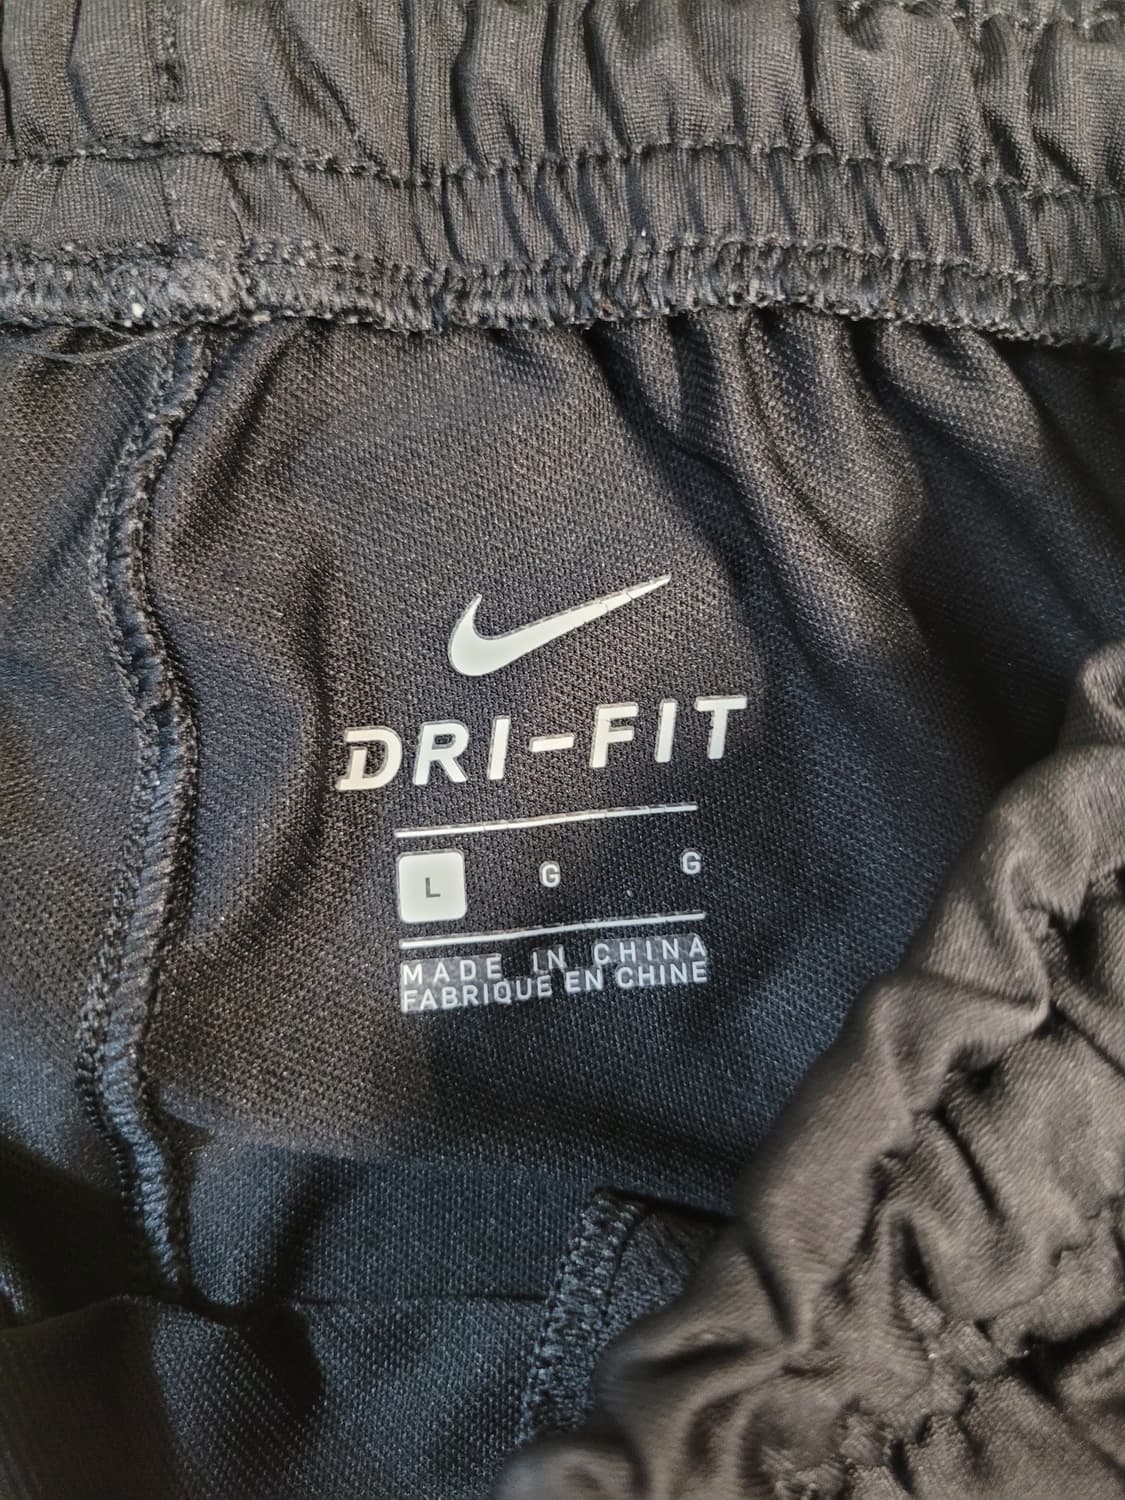 DRI-FIT
L G G
MADE IN CHINA
FABRIQUE EN CHINE